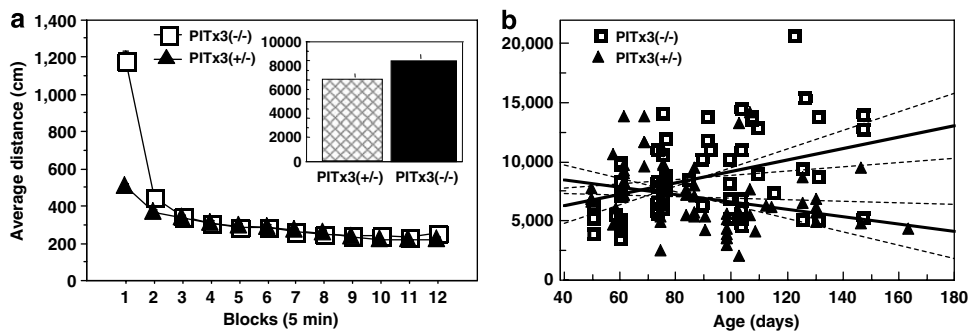 a
1,400
1,200
1,000
800
600
400
200
0
Average distance (cm)
PITx3(-/-)
PITx3(+/-)
10000
8000
6000
4000
2000
0
PITx3(+/-) PITx3(-/-)
1 2 3 4 5 6 7 8 9 10 11 12
Blocks (5 min)
b
20,000
15,000
10,000
5,000
0
PITx3(-/-)
PITx3(+/-)
40 60 80 100 120 140 160 180
Age (days)